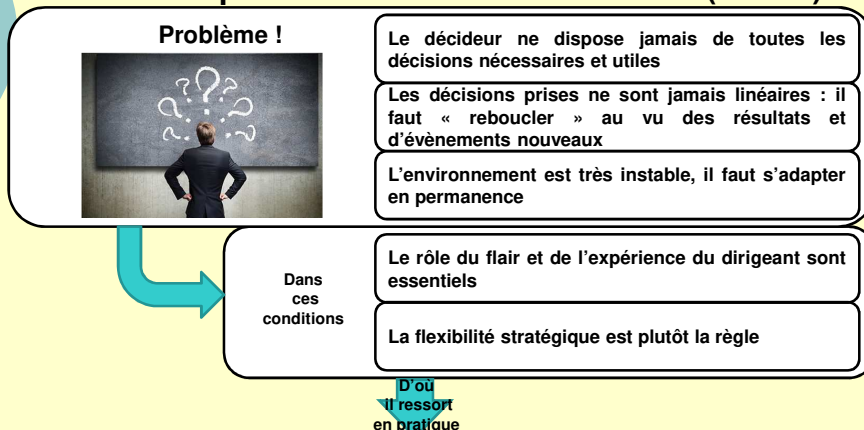 Problème !
Le décideur ne dispose jamais de toutes les
décisions nécessaires et utiles
Les décisions prises ne sont jamais linéaires : il
faut « reboucler » au vu des résultats et
d'évènements nouveaux
L'environnement est très instable, il faut s'adapter
en permanence
Dans
ces
conditions
Le rôle du flair et de l'expérience du dirigeant sont
essentiels
La flexibilité stratégique est plutôt la règle
D'où
il ressort
en pratique